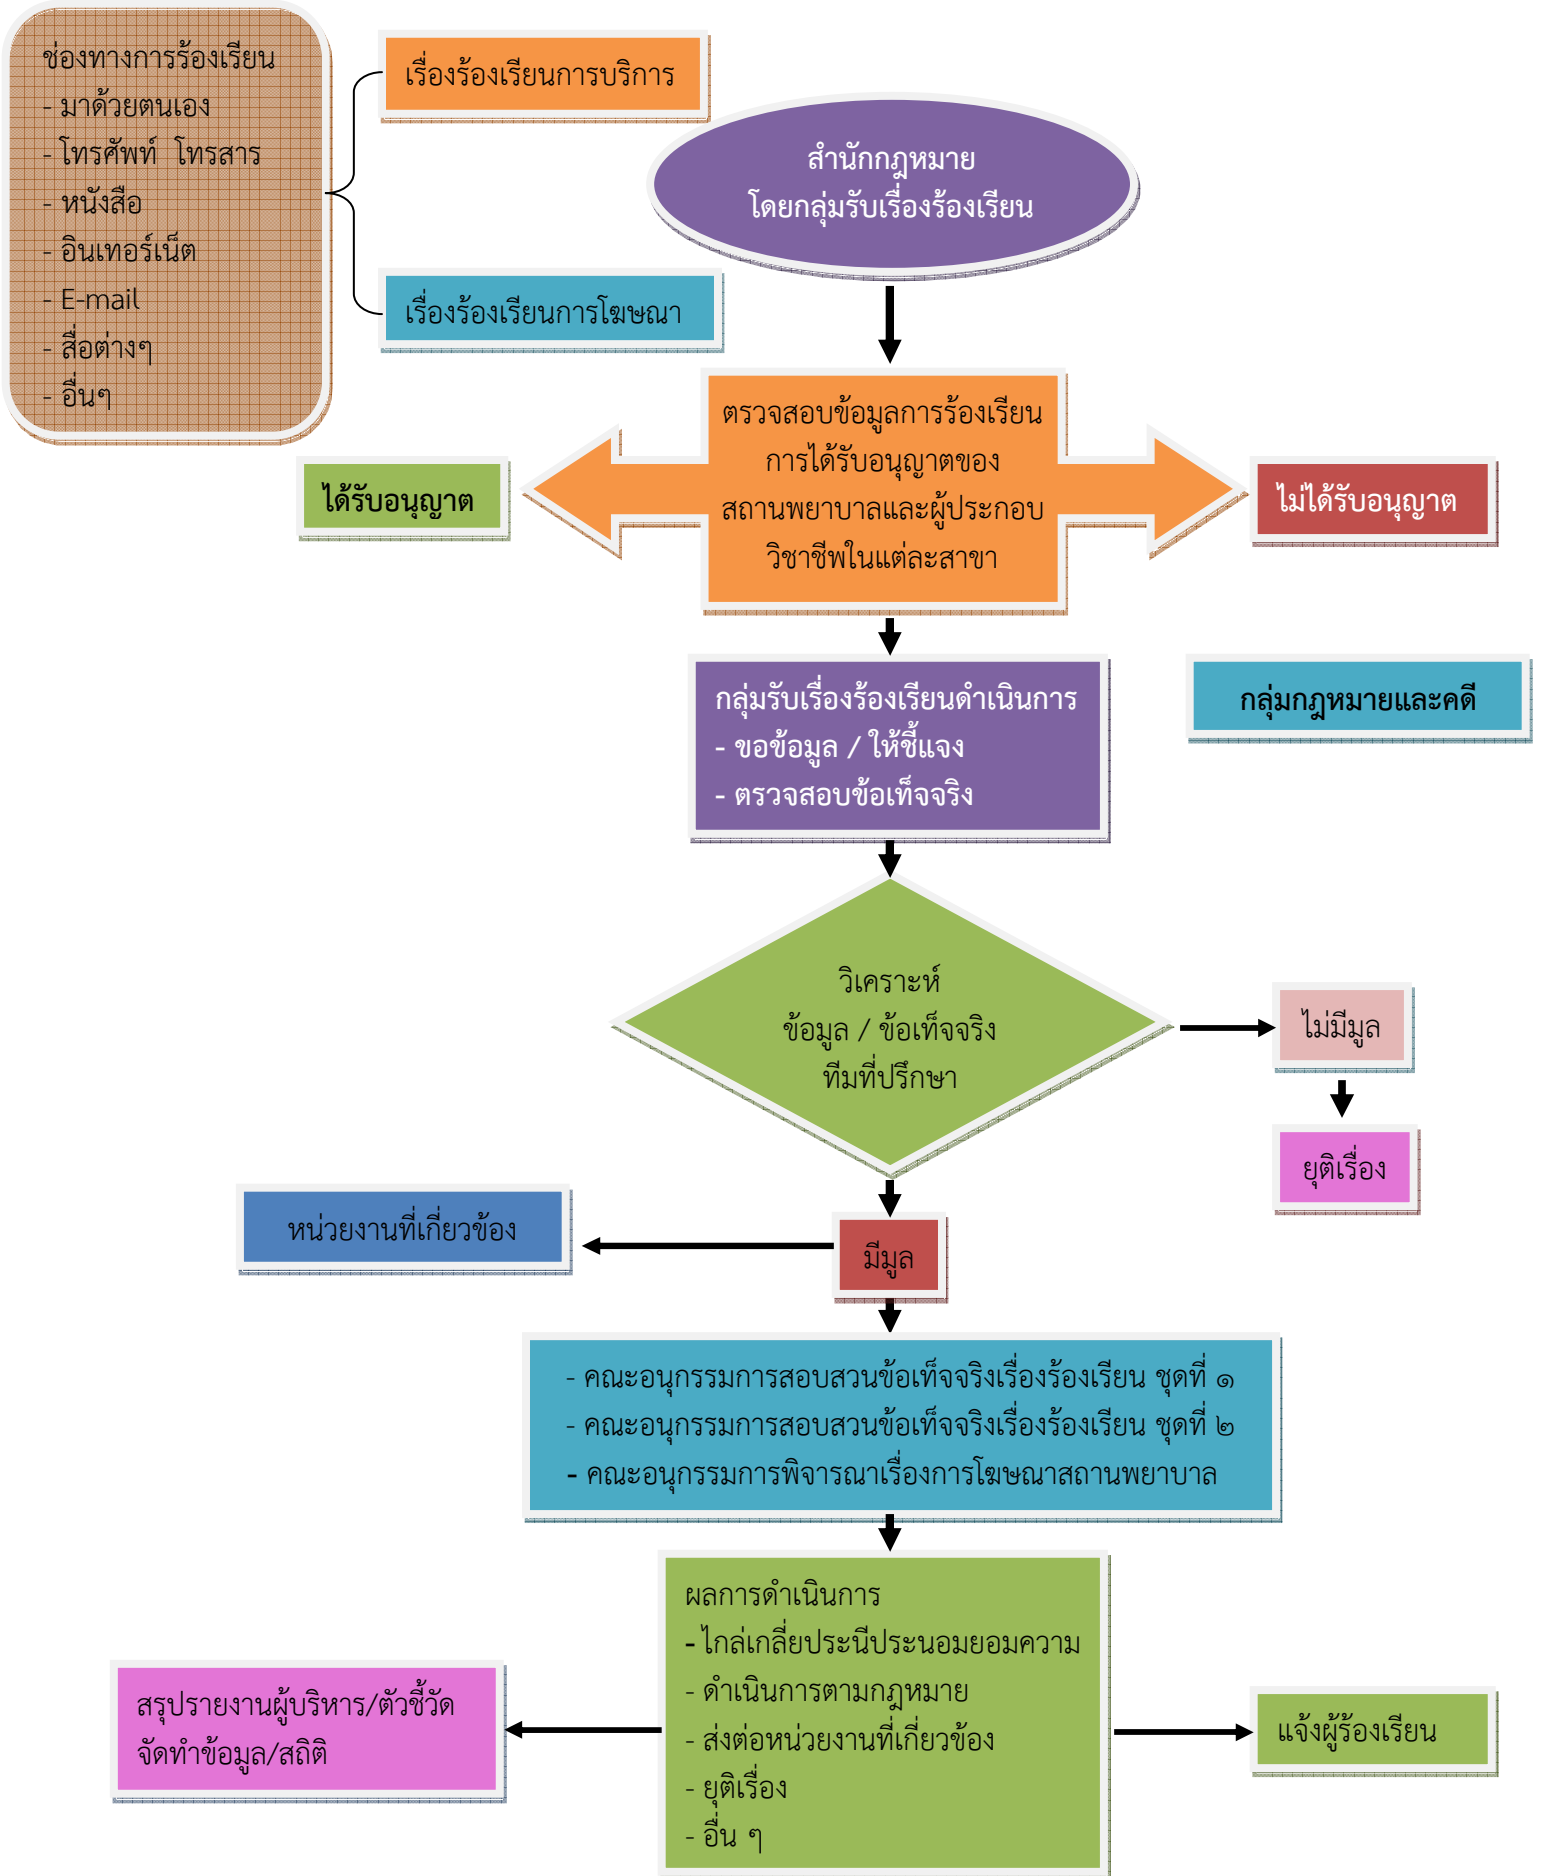 ช่องทางการร้องเรียน
- มาด้วยตนเอง
- โทรศัพท์  โทรสาร
- หนังสือ
- อินเทอร์เน็ต
- E-mail
- สื่อต่างๆ
- อื่นๆ
เรื่องร้องเรียนการบริการ
เรื่องร้องเรียนการโฆษณา
สำนักกฎหมาย
โดยกลุ่มรับเรื่องร้องเรียน
ตรวจสอบข้อมูลการร้องเรียน
การได้รับอนุญาตของ
สถานพยาบาลและผู้ประกอบ
วิชาชีพในแต่ละสาขา
ได้รับอนุญาต
ไม่ได้รับอนุญาต
กลุ่มรับเรื่องร้องเรียนดำเนินการ
- ขอข้อมูล / ให้ชี้แจง
- ตรวจสอบข้อเท็จจริง
กลุ่มกฎหมายและคดี
วิเคราะห์
ข้อมูล / ข้อเท็จจริง
ทีมที่ปรึกษา
ไม่มีมูล
ยุติเรื่อง
หน่วยงานที่เกี่ยวข้อง
มีมูล
- คณะอนุกรรมการสอบสวนข้อเท็จจริงเรื่องร้องเรียน ชุดที่ ๑
- คณะอนุกรรมการสอบสวนข้อเท็จจริงเรื่องร้องเรียน ชุดที่ ๒
- คณะอนุกรรมการพิจารณาเรื่องการโฆษณาสถานพยาบาล
ผลการดำเนินการ
- ไกล่เกลี่ยประนีประนอมยอมความ
- ดำเนินการตามกฎหมาย
- ส่งต่อหน่วยงานที่เกี่ยวข้อง
- ยุติเรื่อง
- อื่น ๆ
สรุปรายงานผู้บริหาร/ตัวชี้วัด
จัดทำข้อมูล/สถิติ
แจ้งผู้ร้องเรียน